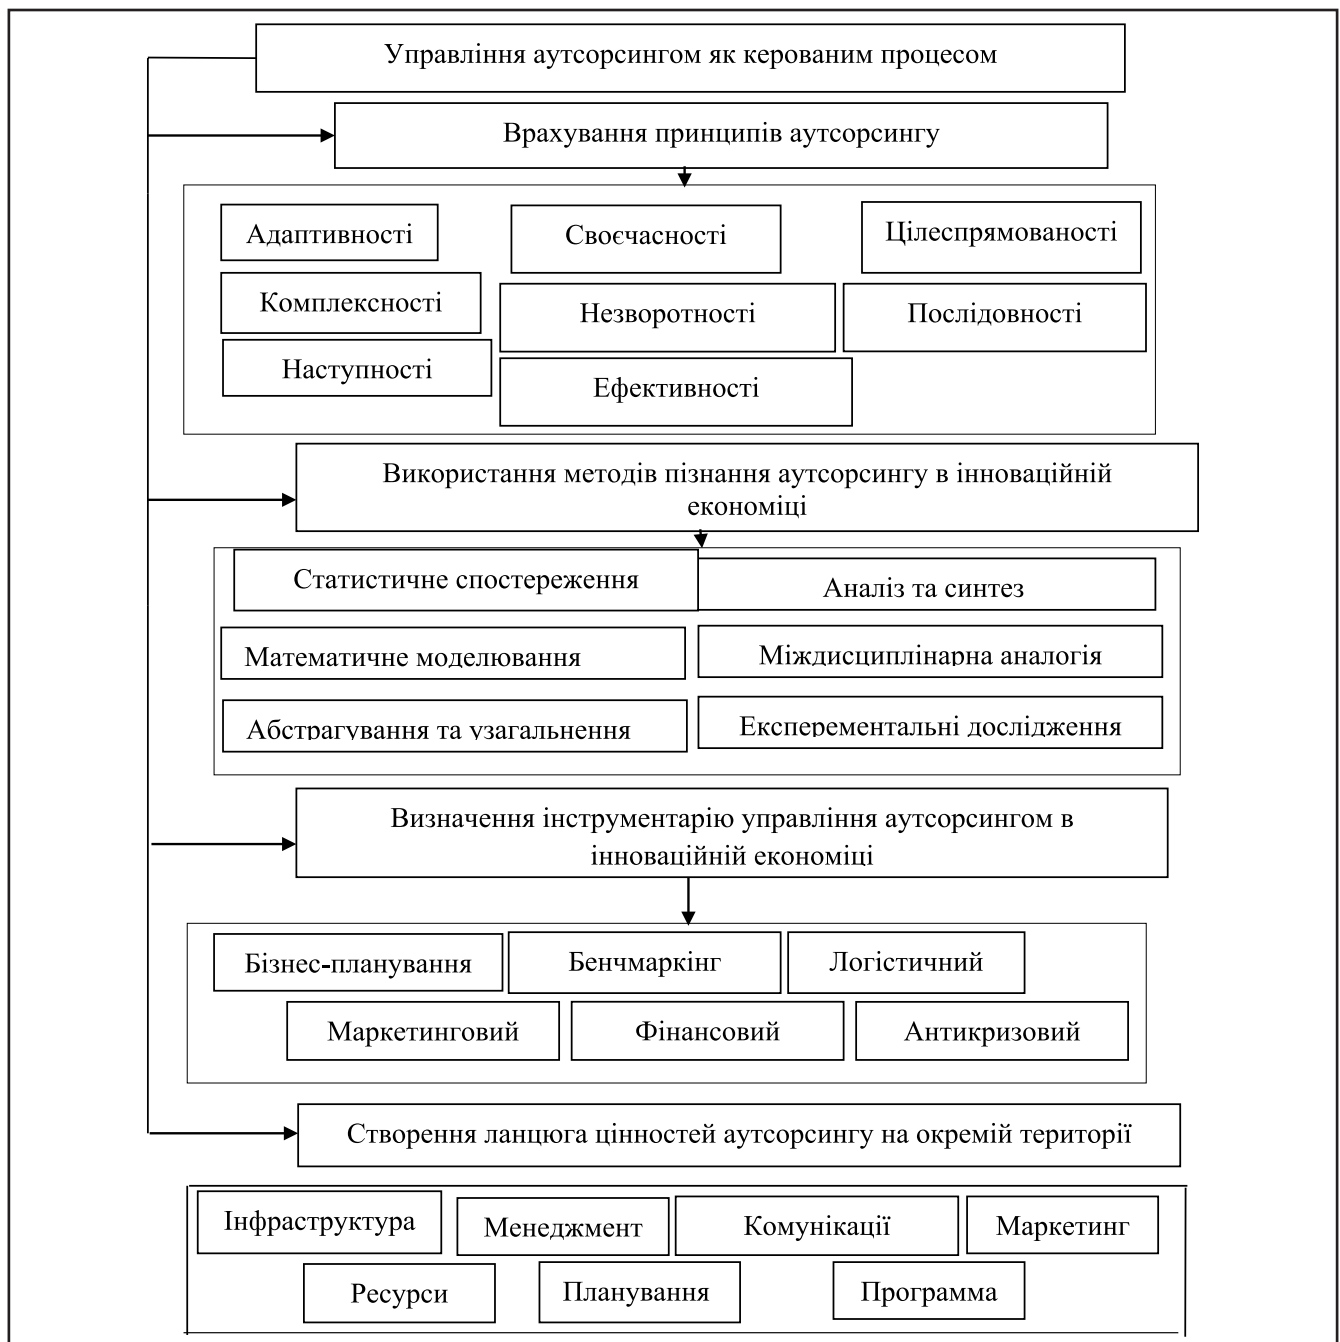 Управління аутсорсингом як керованим процесом
Врахування принципів аутсорсингу
Адаптивності
Своєчасності
Цілеспрямованості
Комплексності
Незворотності
Послідовності
Наступності
Ефективності
Використання методів пізнання аутсорсингу в інноваційній
економіці
Статистичне спостереження
Аналіз та синтез
Математичне моделювання
Міждисциплінарна аналогія
Абстрагування та узагальнення
Експерементальні дослідження
Визначення інструментарію управління аутсорсингом в
інноваційній економіці
Бізнес-планування
Бенчмаркінг
Логістичний
Маркетинговий
Фінансовий
Антикризовий
Створення ланцюга цінностей аутсорсингу на окремій території
Інфраструктура
Менеджмент
Комунікації
Маркетинг
Ресурси
Планування
Программа